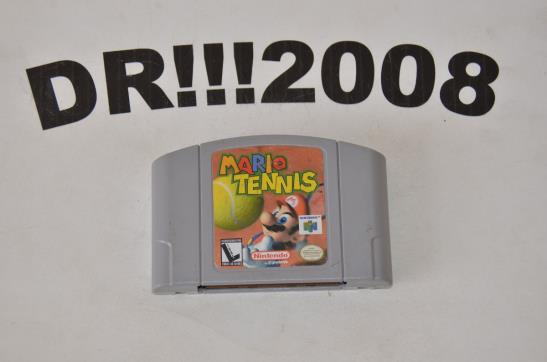 DR!!!2008
MARIO
TENNIS
NINTENDO 64
Nintendo